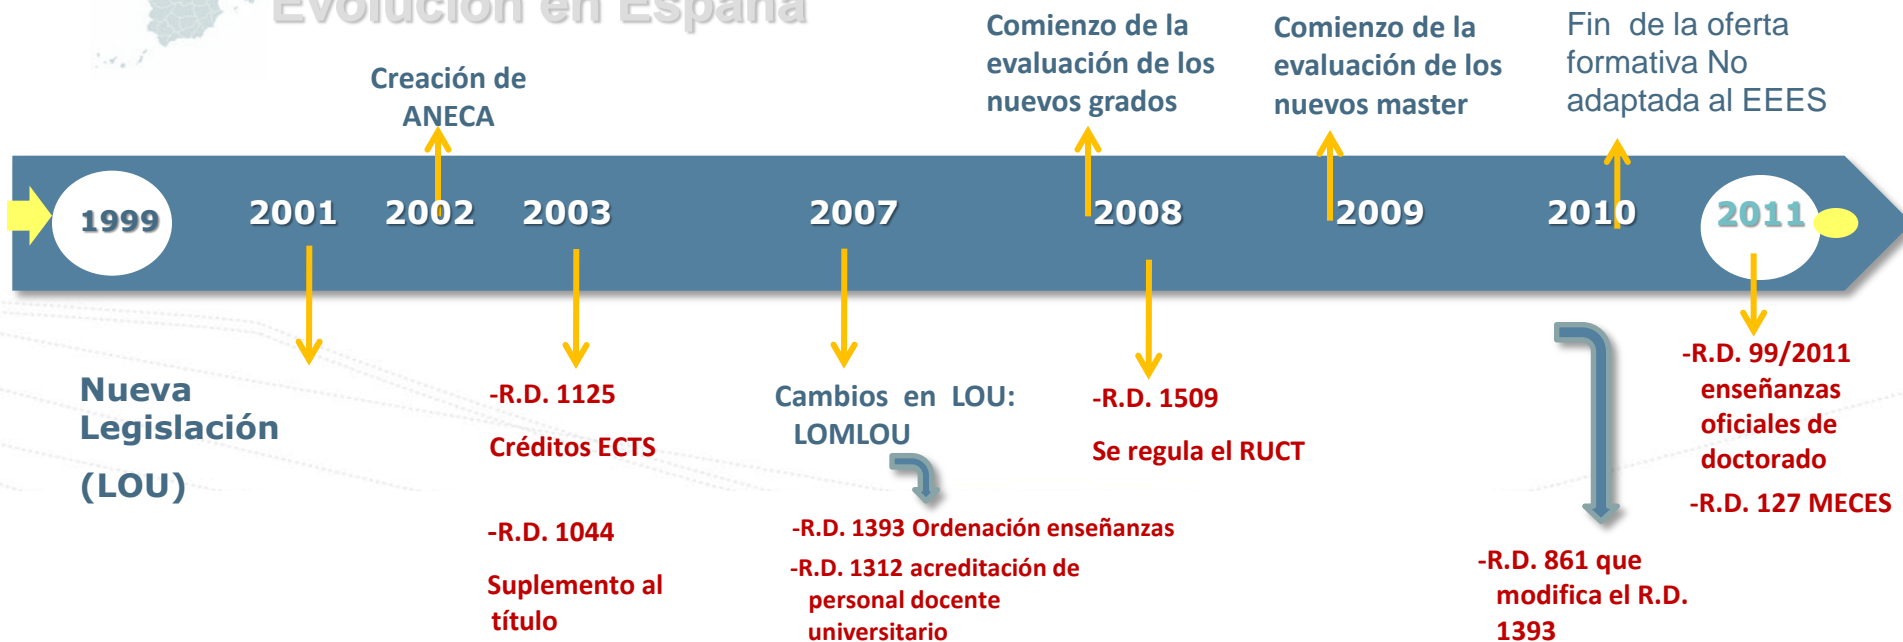 Evolución en España
Creación de
ANECA
Comienzo de la
evaluación de los
nuevos grados
Comienzo de la
evaluación de los
nuevos master
Fin de la oferta
formativa No
adaptada al EEES
1999
2001
2002
2003
2007
2008
2009
2010
2011
Nueva
Legislación
(LOU)
-R.D. 1125
Créditos ECTS
-R.D. 1044
Suplemento al
título
Cambios en LOU:
LOMLOU
-R.D. 1393 Ordenación enseñanzas
-R.D. 1312 acreditación de
personal docente
universitario
-R.D. 1509
Se regula el RUCT
-R.D. 861 que
modifica el R.D.
1393
-R.D. 99/2011
enseñanzas
oficiales de
doctorado
-R.D. 127 MECES